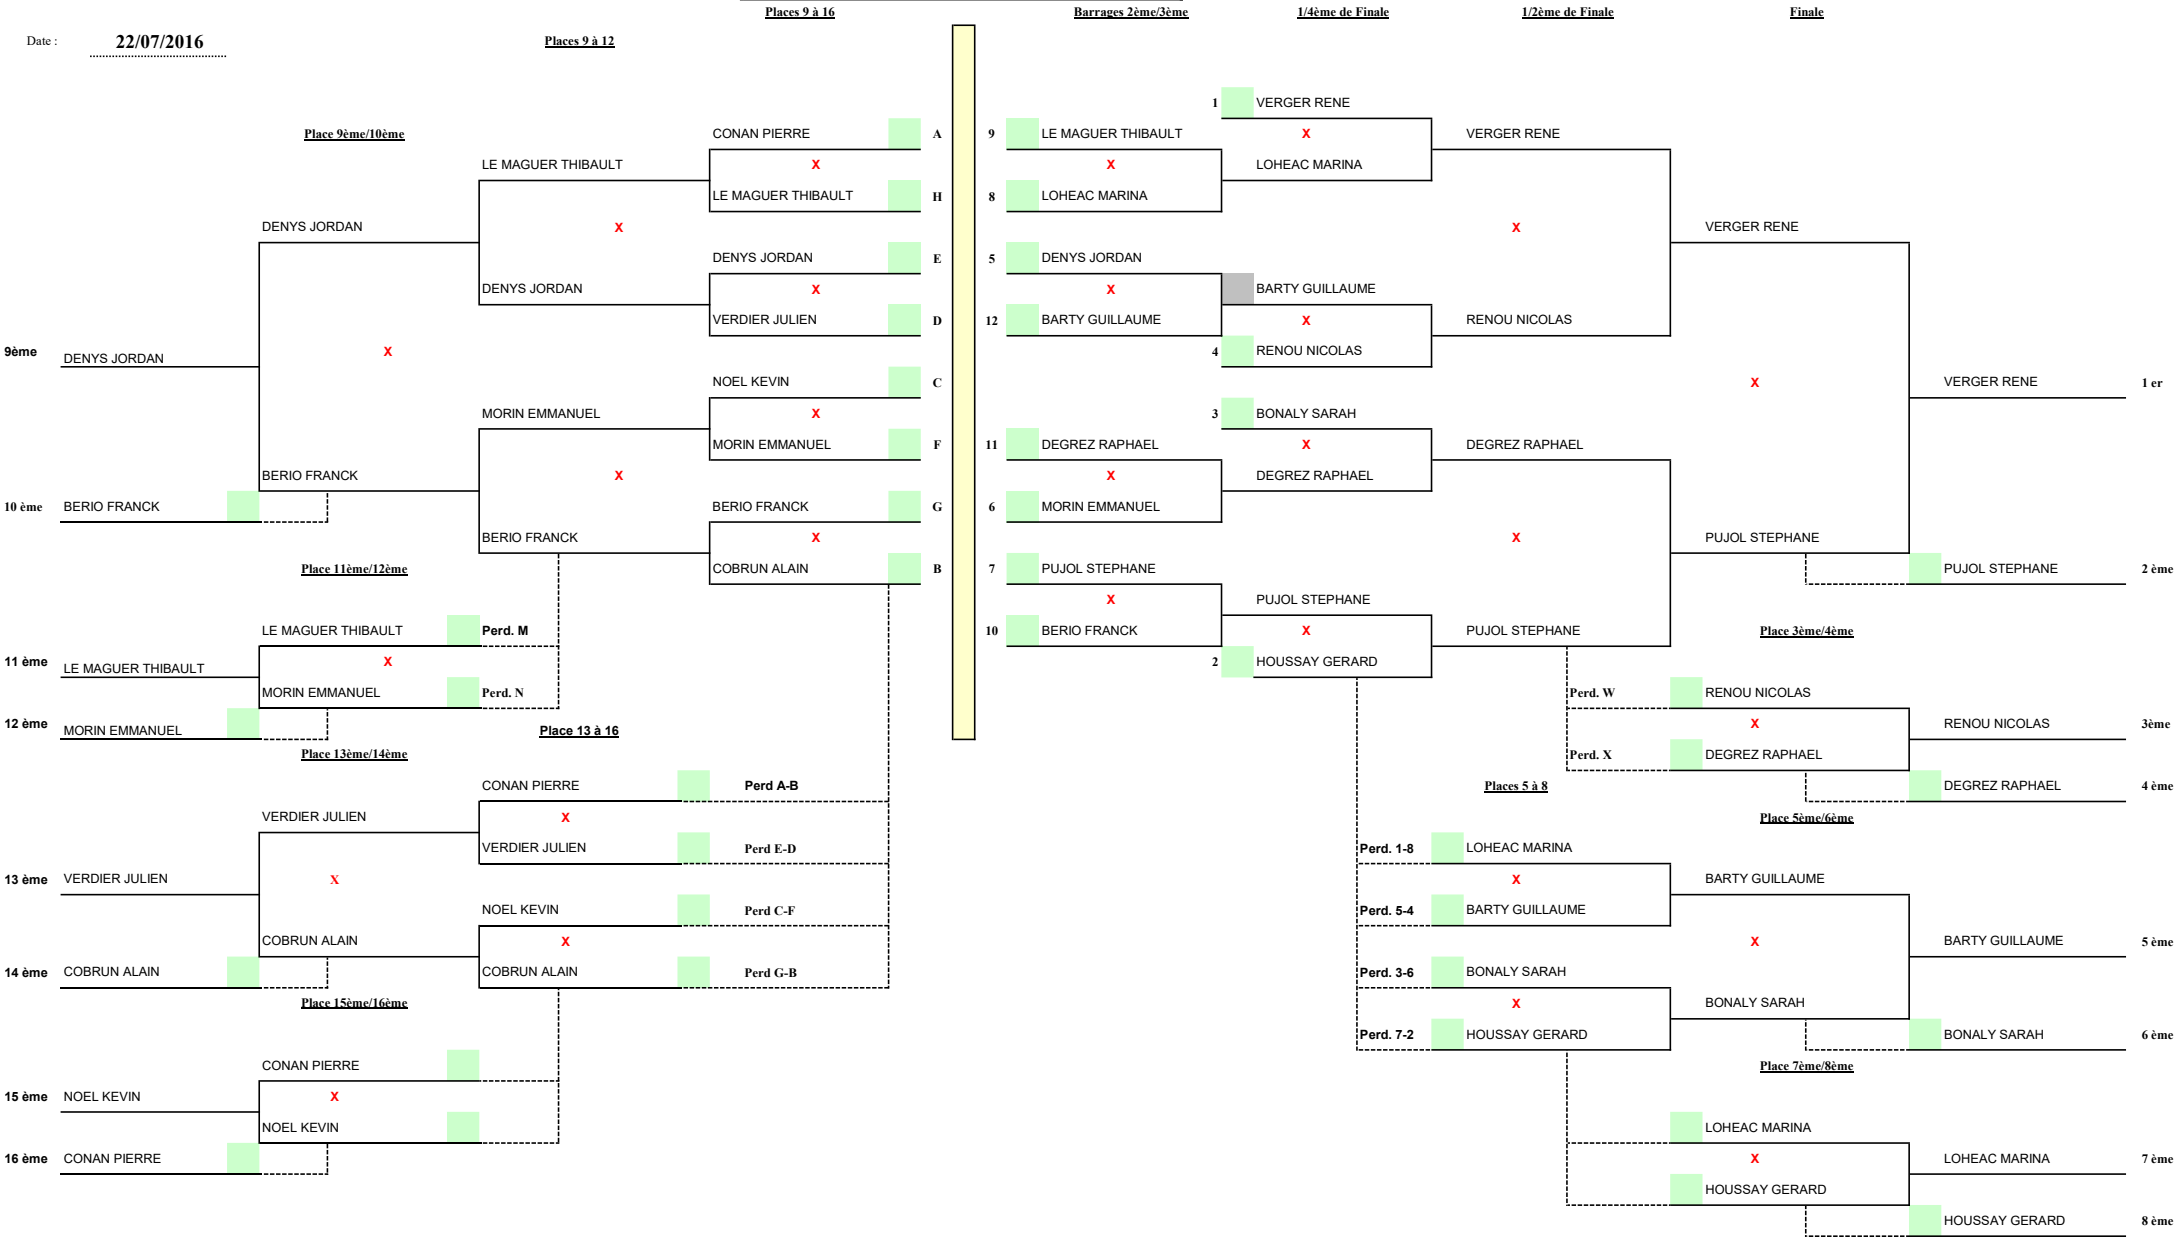 Places 9 à 16 Barrages 2ème/3ème 1/4ème de Finale 1/2ème de Finale Finale
Date : 22/07/2016 Places 9 à 12
1 VERGER RENE
Place 9ème/10ème CONAN PIERRE A 9 LE MAGUER THIBAULT X VERGER RENE
LE MAGUER THIBAULT X X LOHEAC MARINA
LE MAGUER THIBAULT H 8 LOHEAC MARINA
DENYS JORDAN X X VERGER RENE
DENYS JORDAN E 5 DENYS JORDAN
DENYS JORDAN X X BARTY GUILLAUME
VERDIER JULIEN D 12 BARTY GUILLAUME X RENOU NICOLAS
9ème DENYS JORDAN X 4 RENOU NICOLAS
NOEL KEVIN C X VERGER RENE 1 er
MORIN EMMANUEL X 3 BONALY SARAH
MORIN EMMANUEL F 11 DEGREZ RAPHAEL X DEGREZ RAPHAEL
BERIO FRANCK X X DEGREZ RAPHAEL
10 ème BERIO FRANCK BERIO FRANCK G 6 MORIN EMMANUEL
BERIO FRANCK X X PUJOL STEPHANE
Place 11ème/12ème COBRUN ALAIN B 7 PUJOL STEPHANE PUJOL STEPHANE 2 ème
X PUJOL STEPHANE
LE MAGUER THIBAULT Perd. M 10 BERIO FRANCK X PUJOL STEPHANE Place 3ème/4ème
11 ème LE MAGUER THIBAULT X 2 HOUSSAY GERARD
MORIN EMMANUEL Perd. N Perd. W RENOU NICOLAS
12 ème MORIN EMMANUEL Place 13 à 16 X RENOU NICOLAS 3ème
Place 13ème/14ème Perd. X DEGREZ RAPHAEL
CONAN PIERRE Perd A-B Places 5 à 8 DEGREZ RAPHAEL 4 ème
VERDIER JULIEN X Place 5ème/6ème
VERDIER JULIEN Perd E-D Perd. 1-8 LOHEAC MARINA
13 ème VERDIER JULIEN X X BARTY GUILLAUME
NOEL KEVIN Perd C-F Perd. 5-4 BARTY GUILLAUME
COBRUN ALAIN X X BARTY GUILLAUME 5 ème
14 ème COBRUN ALAIN COBRUN ALAIN Perd G-B Perd. 3-6 BONALY SARAH
Place 15ème/16ème X BONALY SARAH
Perd. 7-2 HOUSSAY GERARD BONALY SARAH 6 ème
CONAN PIERRE Place 7ème/8ème
15 ème NOEL KEVIN X
NOEL KEVIN LOHEAC MARINA
16 ème CONAN PIERRE X LOHEAC MARINA 7 ème
HOUSSAY GERARD
HOUSSAY GERARD 8 ème